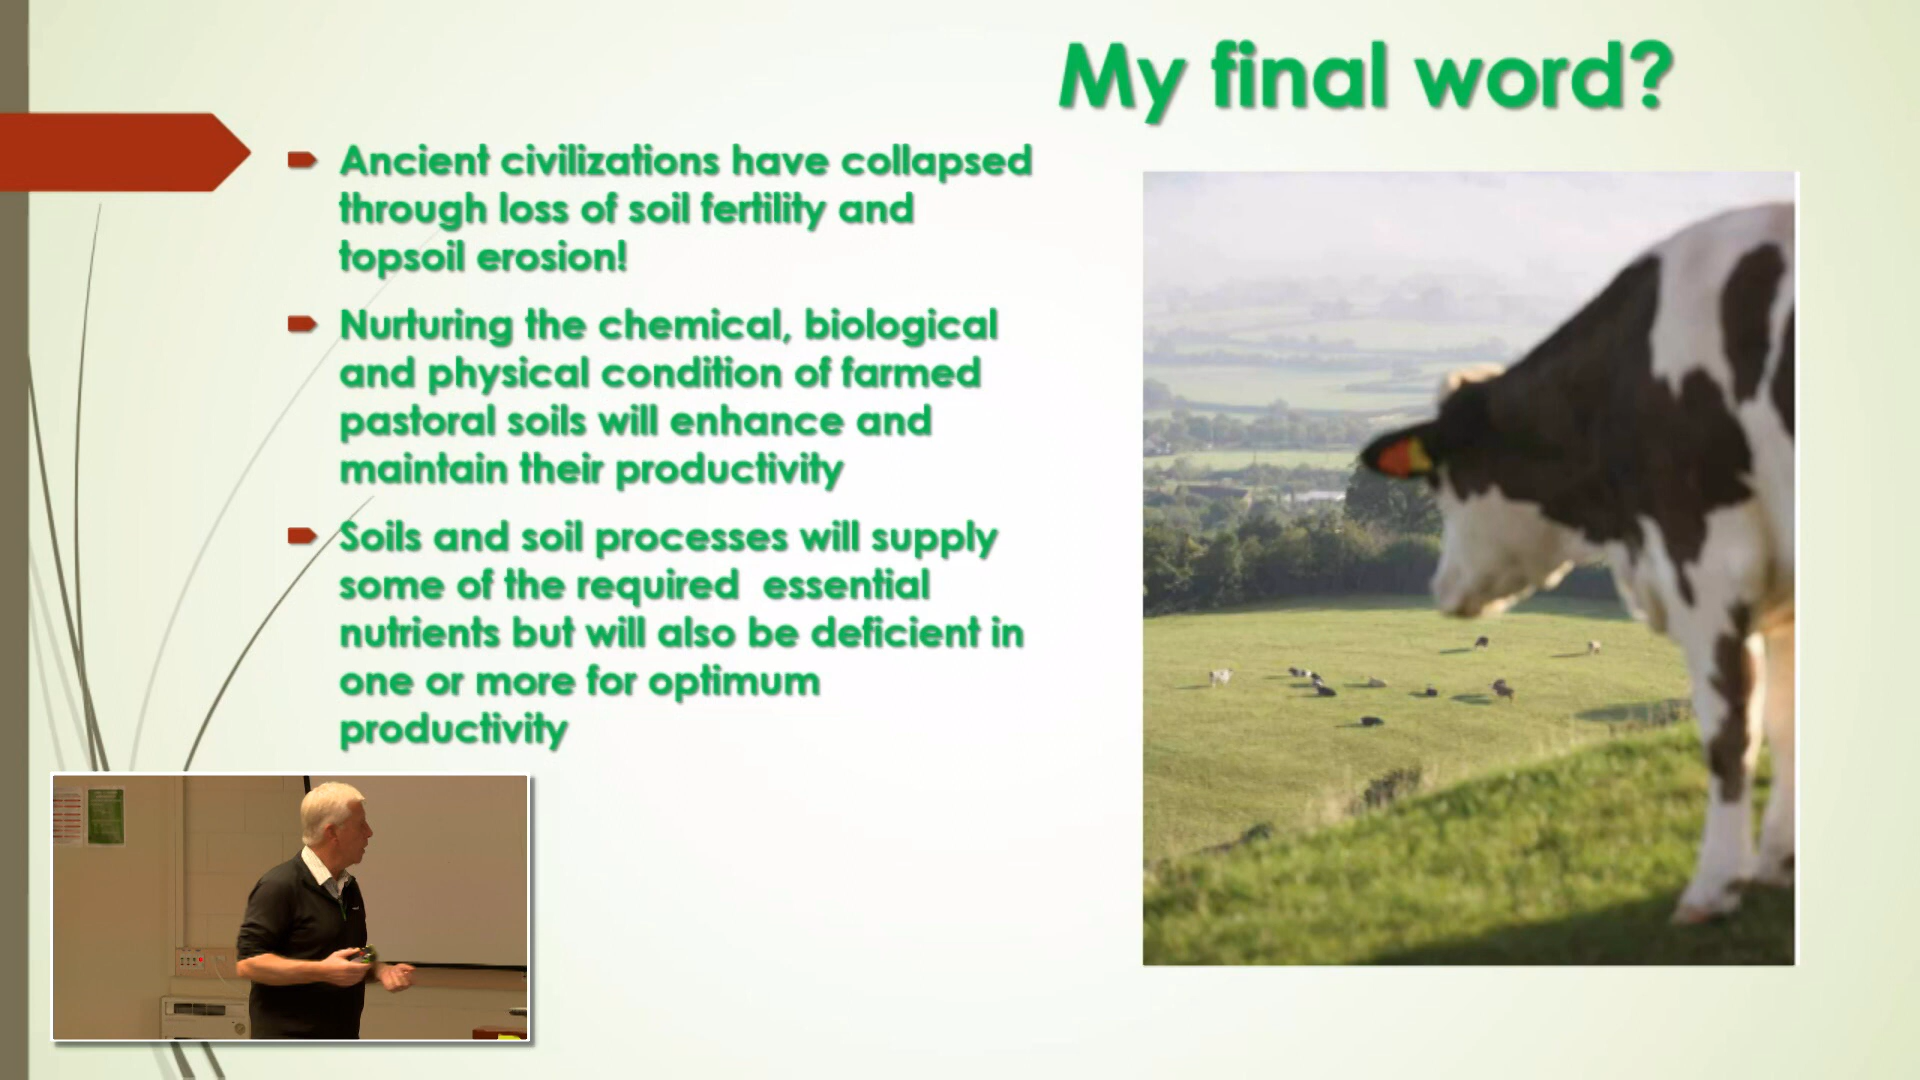 My final word?
Ancient civilizations have collapsed
through loss of soil fertility and
topsoil erosion!
Nurturing the chemical, biological
and physical condition of farmed
pastoral soils will enhance and
maintain their productivity
Soils and soil processes will supply
some of the required essential
nutrients but will also be deficient in
one or more for optimum
productivity